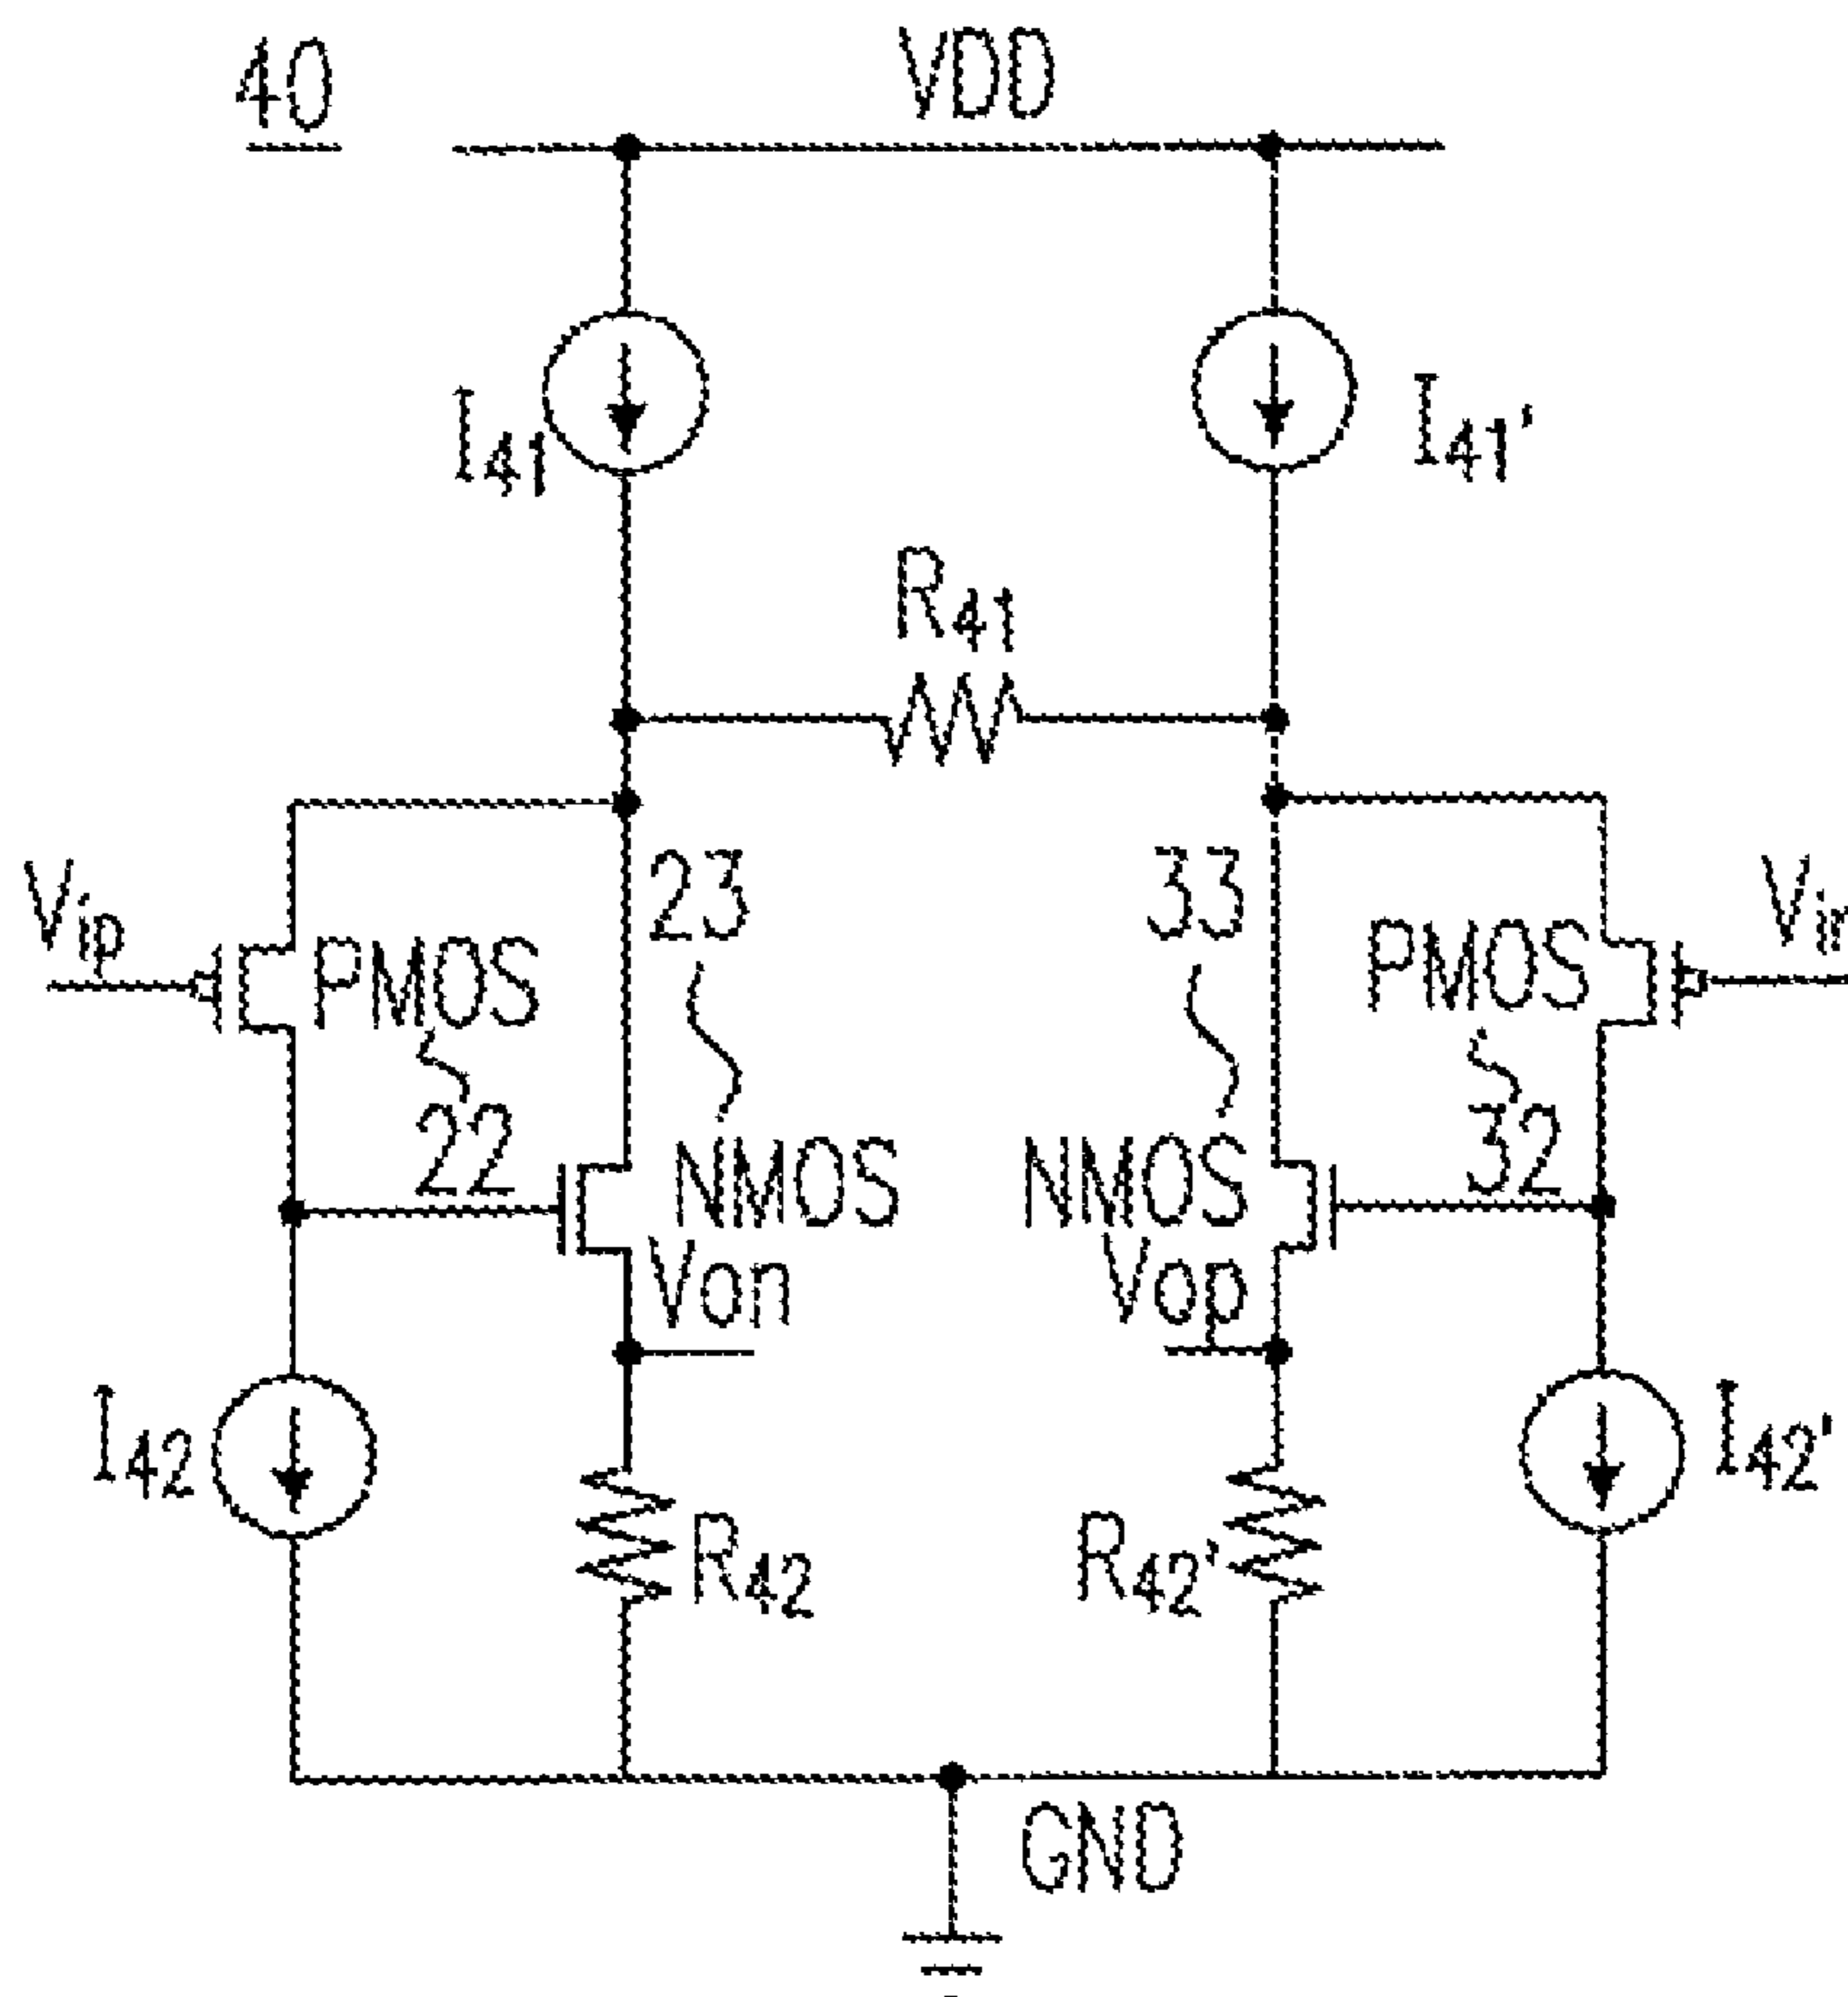 40
VDD
I41
I41'
R41
23
33
Vip
PMOS
PMOS
22
32
NMOS
NMOS
Von
Vop
I42
I42'
R42
R42'
GND